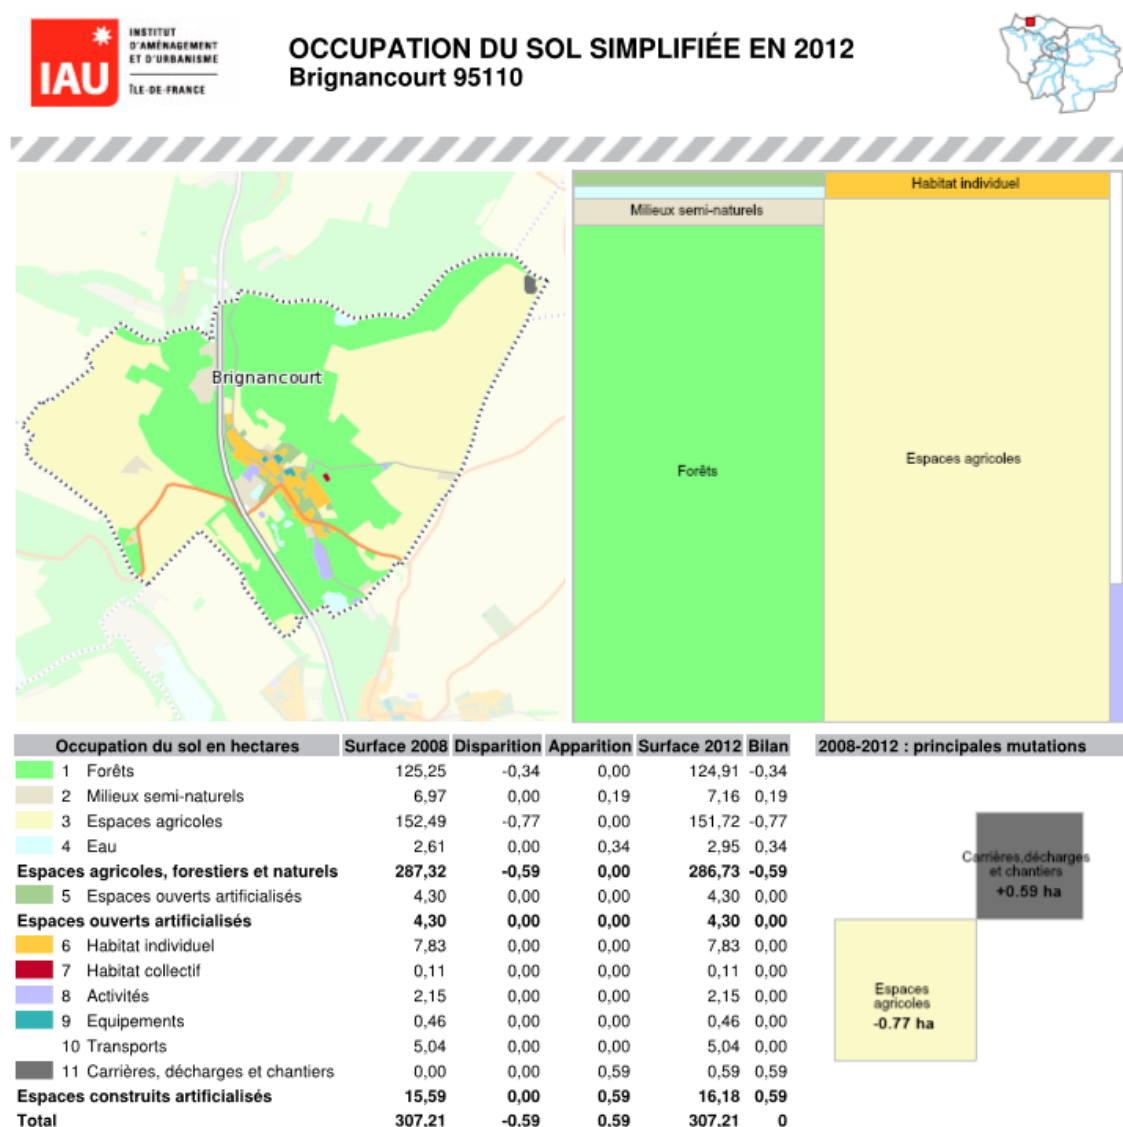 INSTITUT
D'AMÉNAGEMENT
ET D'URBANISME
IAU
ÎLE-DE-FRANCE
OCCUPATION DU SOL SIMPLIFIÉE EN 2012
Brignancourt 95110
Brignancourt
Habitat individuel
Milieux semi-naturels
Forêts
Espaces agricoles
Occupation du sol en hectares Surface 2008 Disparition Apparition Surface 2012 Bilan
1 Forêts 125,25 -0,34 0,00 124,91 -0,34
2 Milieux semi-naturels 6,97 0,00 0,19 7,16 0,19
3 Espaces agricoles 152,49 -0,77 0,00 151,72 -0,77
4 Eau 2,61 0,00 0,34 2,95 0,34
Espaces agricoles, forestiers et naturels 287,32 -0,59 0,00 286,73 -0,59
5 Espaces ouverts artificialisés 4,30 0,00 0,00 4,30 0,00
Espaces ouverts artificialisés 4,30 0,00 0,00 4,30 0,00
6 Habitat individuel 7,83 0,00 0,00 7,83 0,00
7 Habitat collectif 0,11 0,00 0,00 0,11 0,00
8 Activités 2,15 0,00 0,00 2,15 0,00
9 Equipements 0,46 0,00 0,00 0,46 0,00
10 Transports 5,04 0,00 0,00 5,04 0,00
11 Carrières, décharges et chantiers 0,00 0,00 0,59 0,59 0,59
Espaces construits artificialisés 15,59 0,00 0,59 16,18 0,59
Total 307,21 -0,59 0,59 307,21 0
2008-2012 : principales mutations
Carrières,décharges
et chantiers
+0.59 ha
Espaces
agricoles
-0.77 ha